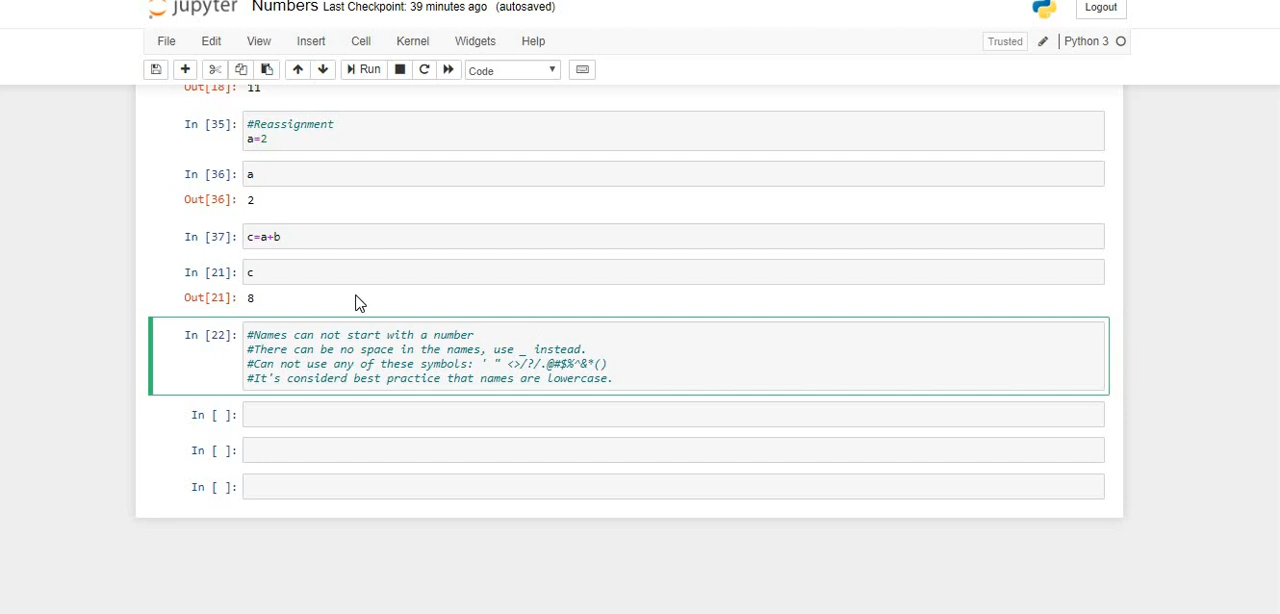 jupyter Numbers Last Checkpoint: 39 minutes ago (autosaved) Logout
File Edit View Insert Cell Kernel Widgets Help Trusted Python 3
Run Code
Out[18]: 11
In [35]: #Reassignment
a=2
In [36]: a
Out[36]: 2
In [37]: c=a+b
In [21]: c
Out[21]: 8
In [22]: #Names can not start with a number
#There can be no space in the names, use _ instead.
#Can not use any of these symbols: ' " <>/?/.@#$%^&*()
#It's considerd best practice that names are lowercase.
In [ ]:
In [ ]:
In [ ]: